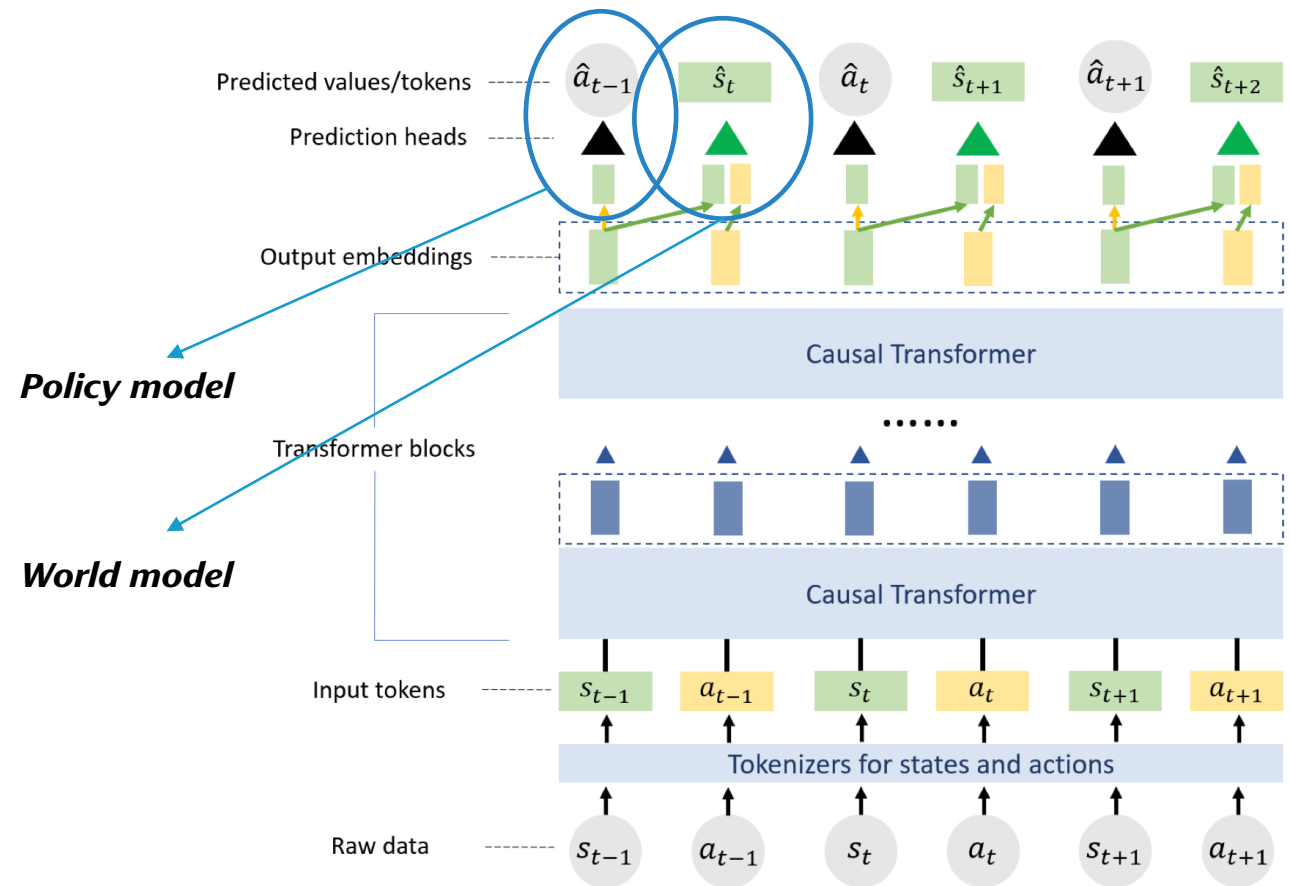 Predicted values/tokens
â_{t−1} ŝ_t â_t ŝ_{t+1} â_{t+1} ŝ_{t+2}
Prediction heads
Output embeddings
Causal Transformer
Policy model
......
Transformer blocks
World model
Causal Transformer
Input tokens
s_{t−1} a_{t−1} s_t a_t s_{t+1} a_{t+1}
Tokenizers for states and actions
Raw data
s_{t−1} a_{t−1} s_t a_t s_{t+1} a_{t+1}